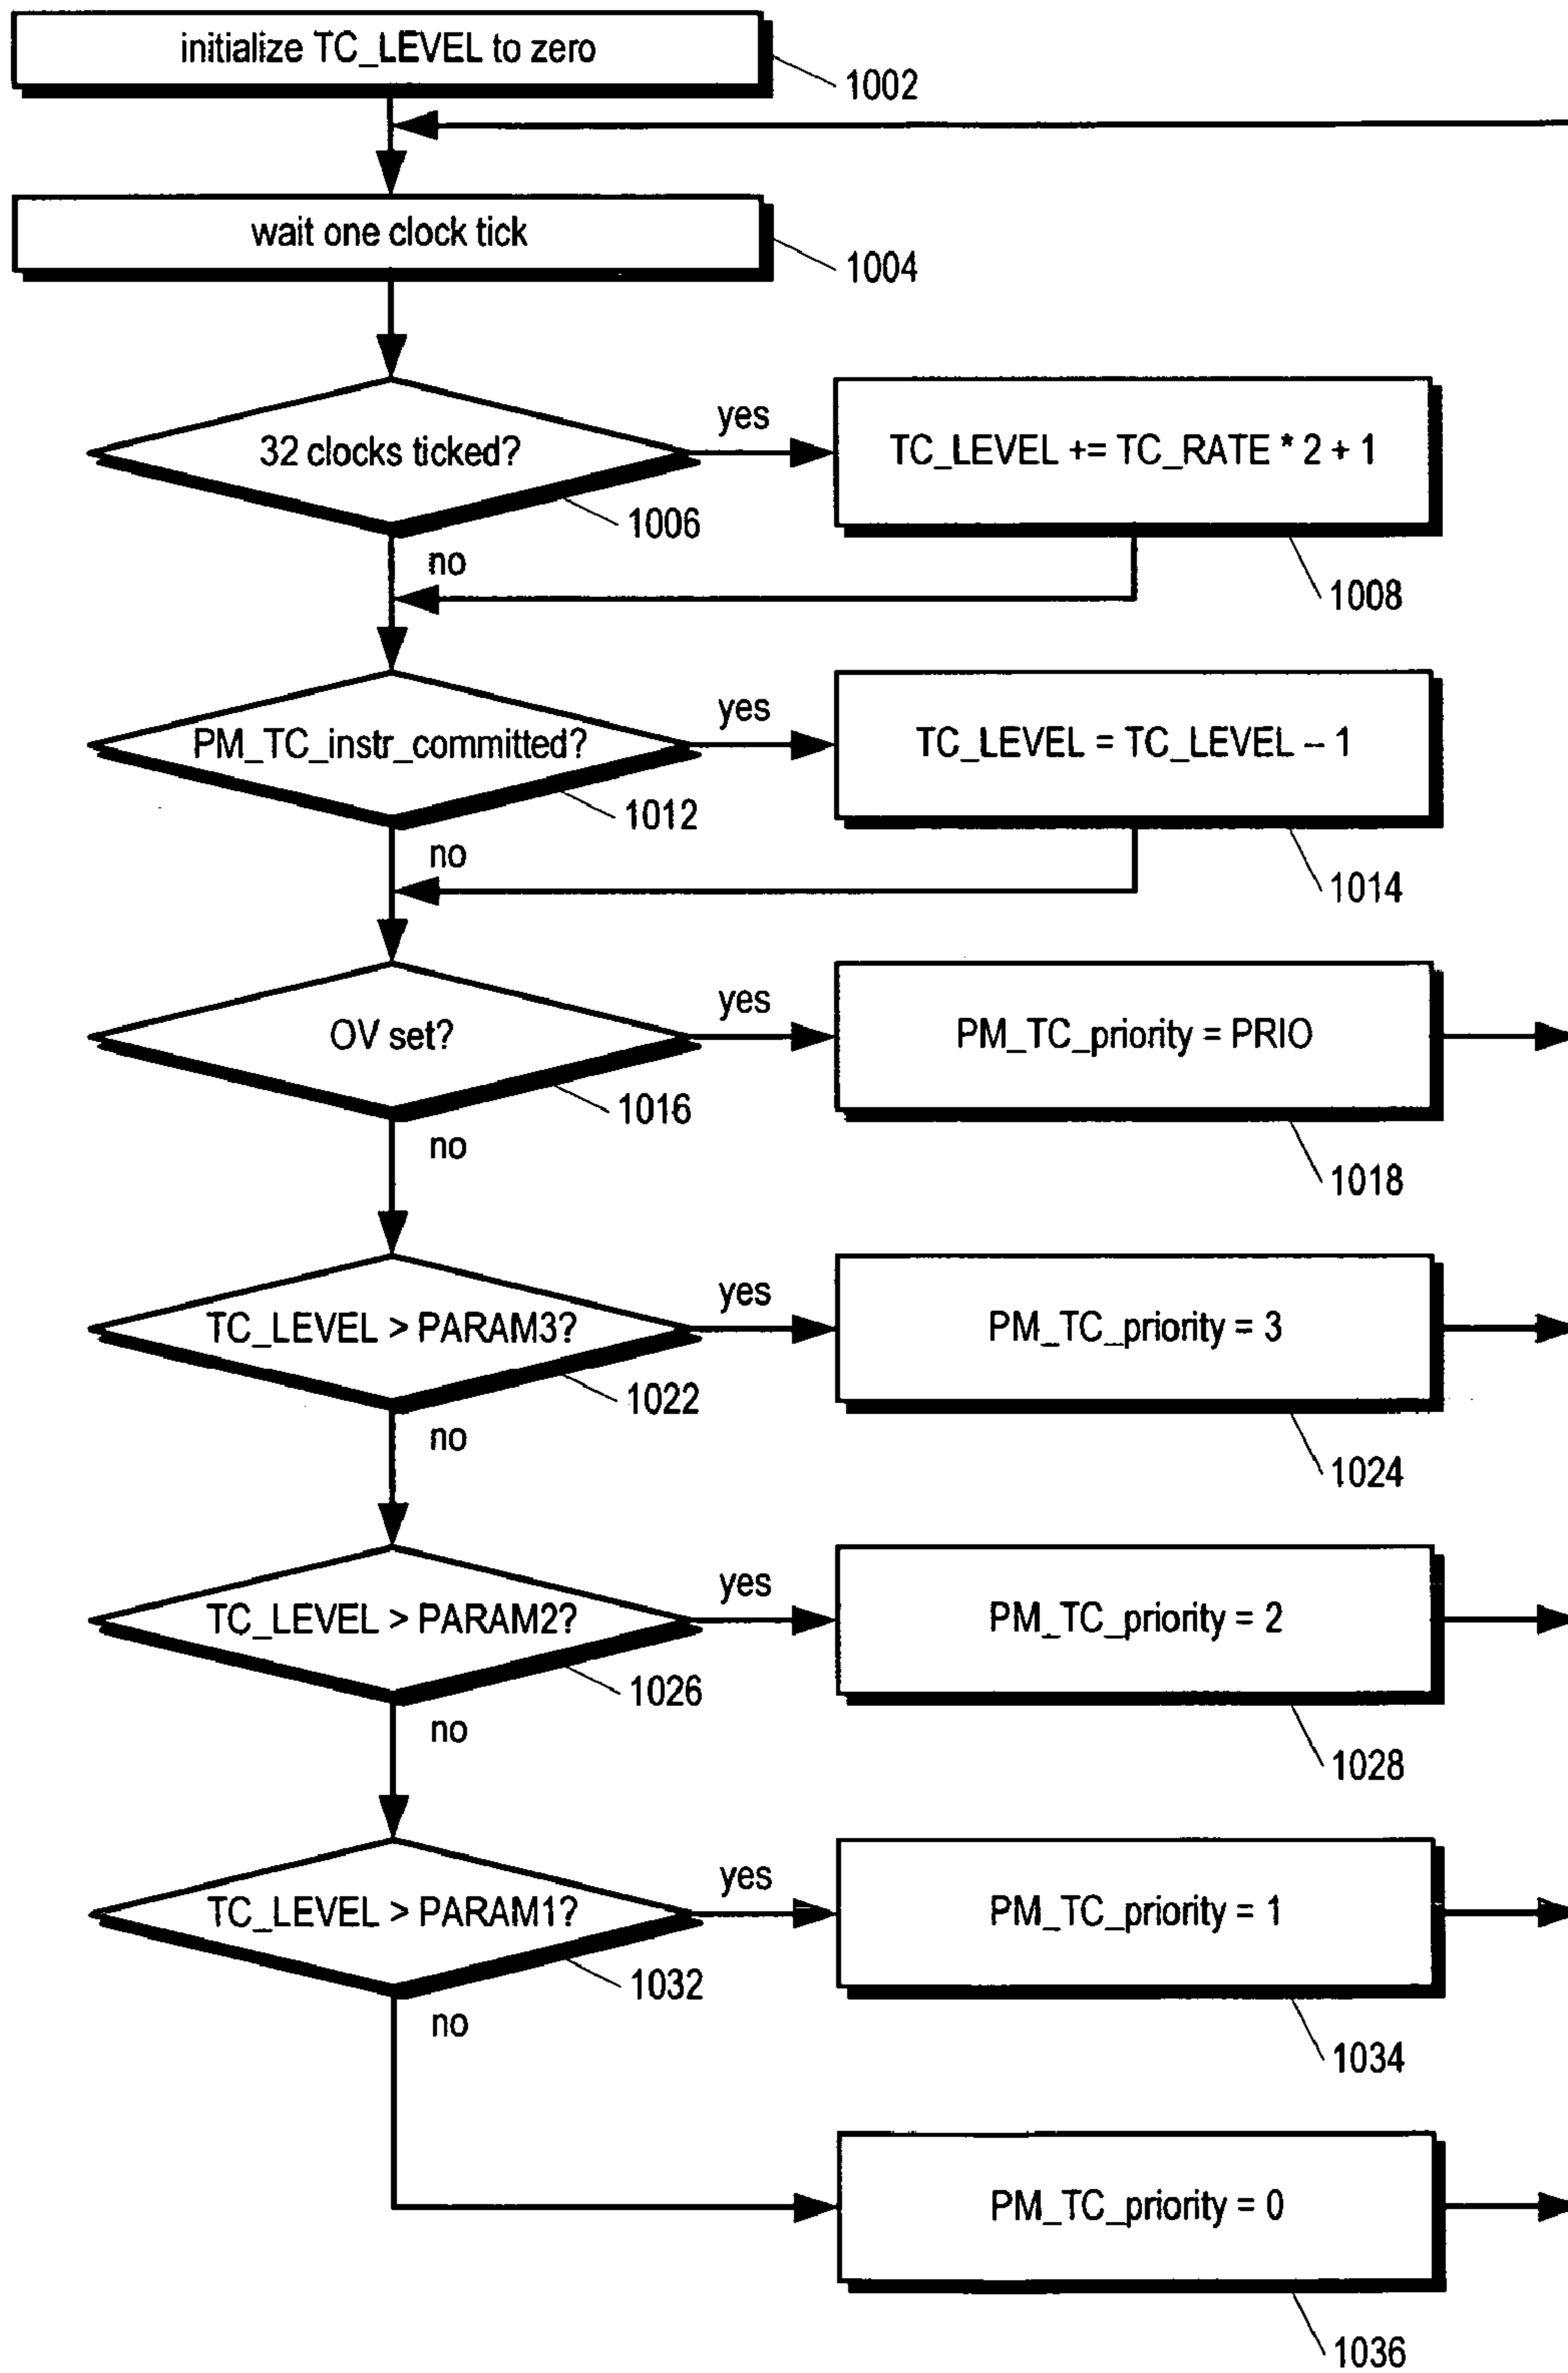 initialize TC_LEVEL to zero
1002
wait one clock tick
1004
32 clocks ticked?
yes
TC_LEVEL += TC_RATE * 2 + 1
1006
no
1008
PM_TC_instr_committed?
yes
TC_LEVEL = TC_LEVEL – 1
1012
no
1014
OV set?
yes
PM_TC_priority = PRIO
1016
no
1018
TC_LEVEL > PARAM3?
yes
PM_TC_priority = 3
1022
no
1024
TC_LEVEL > PARAM2?
yes
PM_TC_priority = 2
1026
no
1028
TC_LEVEL > PARAM1?
yes
PM_TC_priority = 1
1032
no
1034
PM_TC_priority = 0
1036